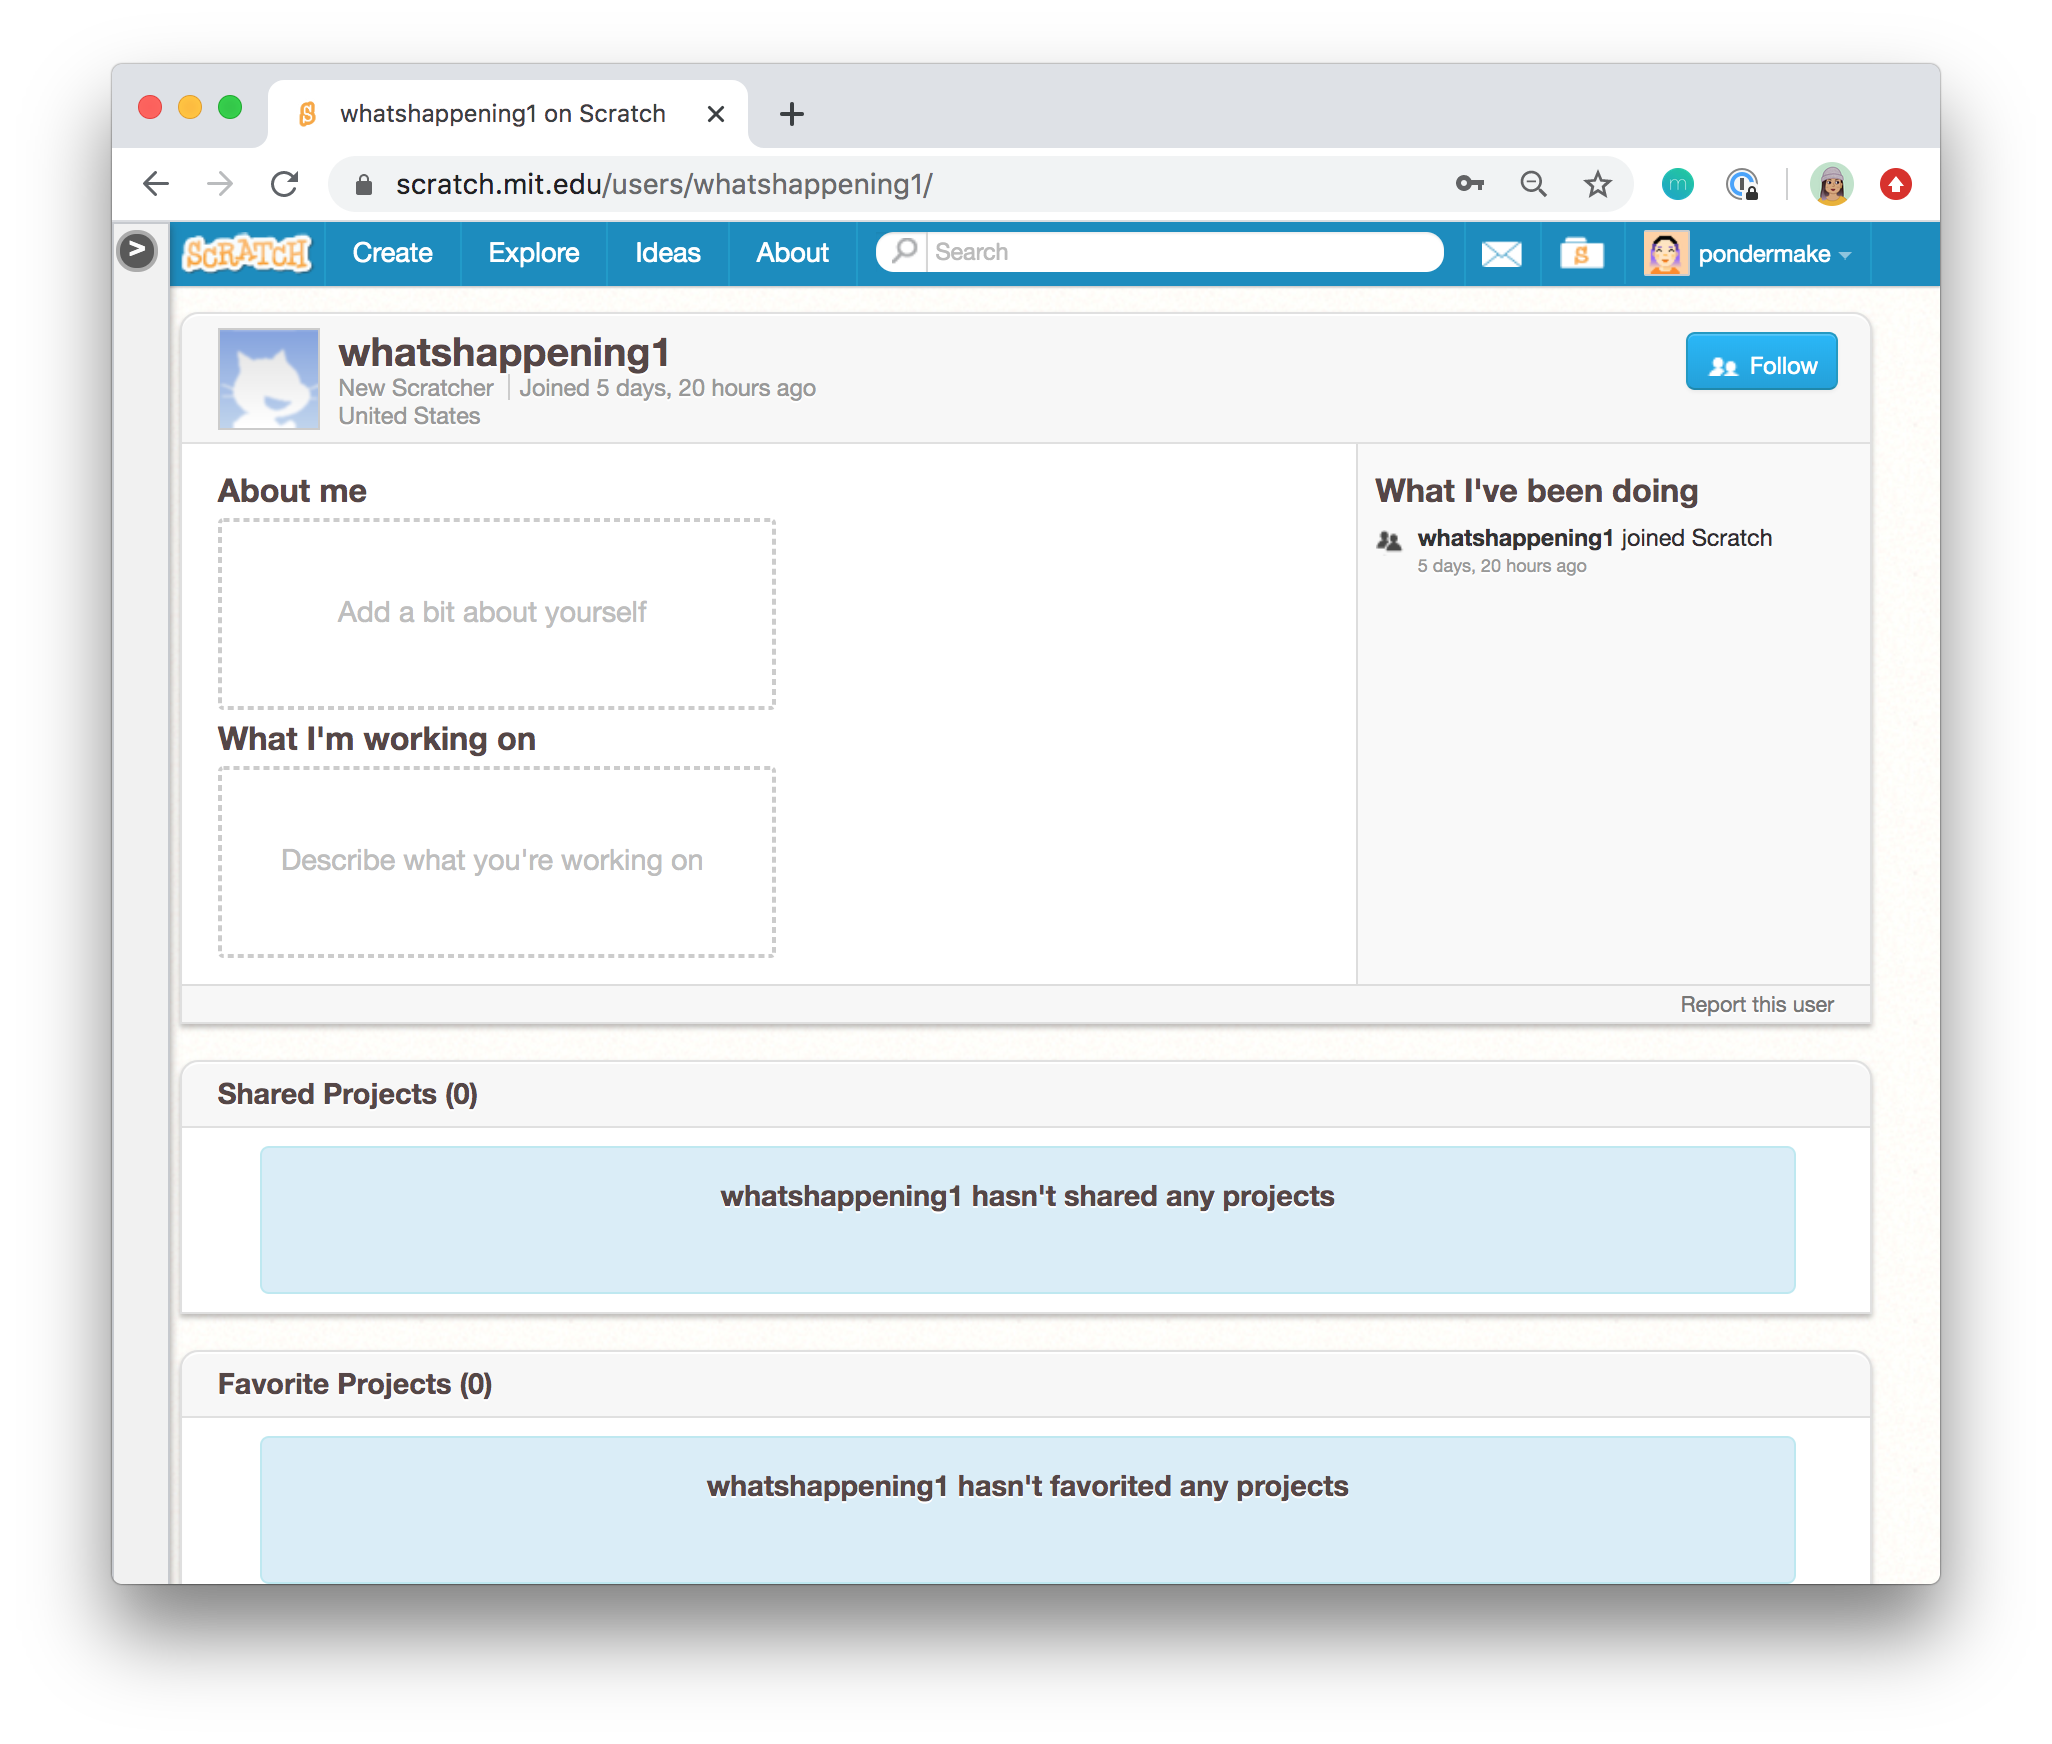 whatshappening1 on Scratch
scratch.mit.edu/users/whatshappening1/
m
>
SCRATCH
Create
Explore
Ideas
About
Search
S
pondermake
whatshappening1
New Scratcher | Joined 5 days, 20 hours ago
United States
Follow
About me
Add a bit about yourself
What I'm working on
Describe what you're working on
What I've been doing
whatshappening1 joined Scratch
5 days, 20 hours ago
Report this user
Shared Projects (0)
whatshappening1 hasn't shared any projects
Favorite Projects (0)
whatshappening1 hasn't favorited any projects